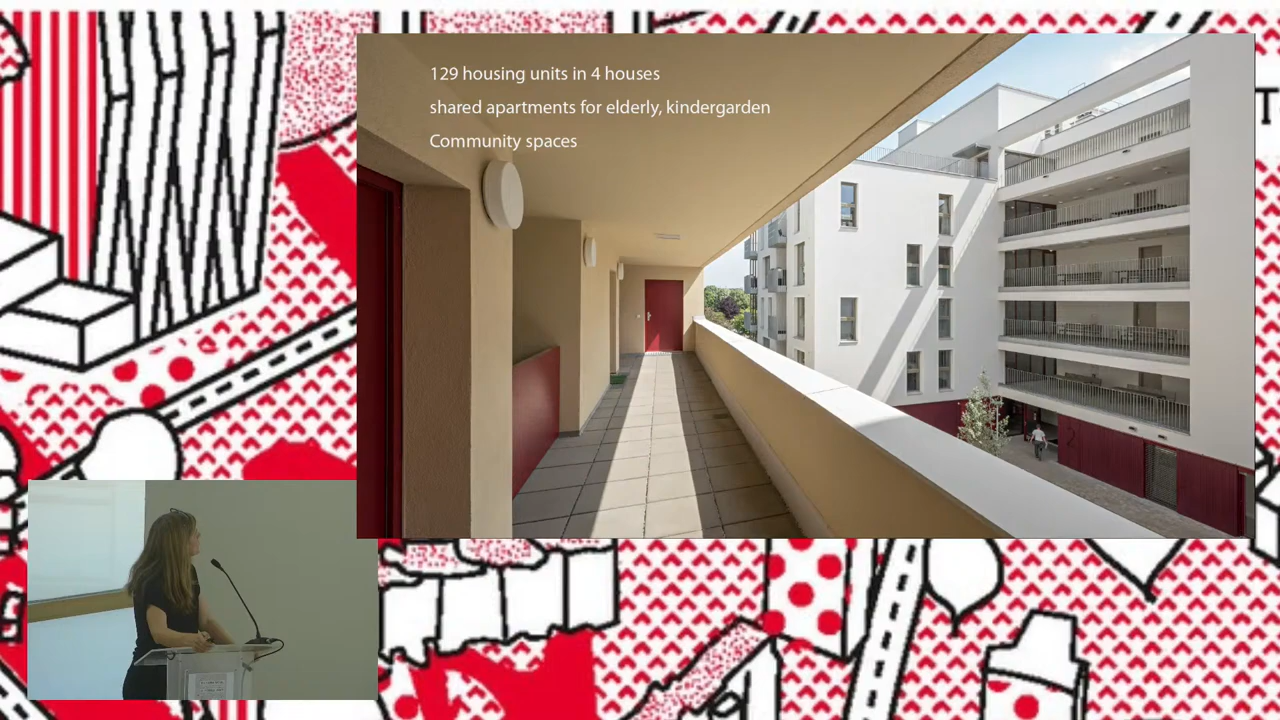 129 housing units in 4 houses
shared apartments for elderly, kindergarden
Community spaces